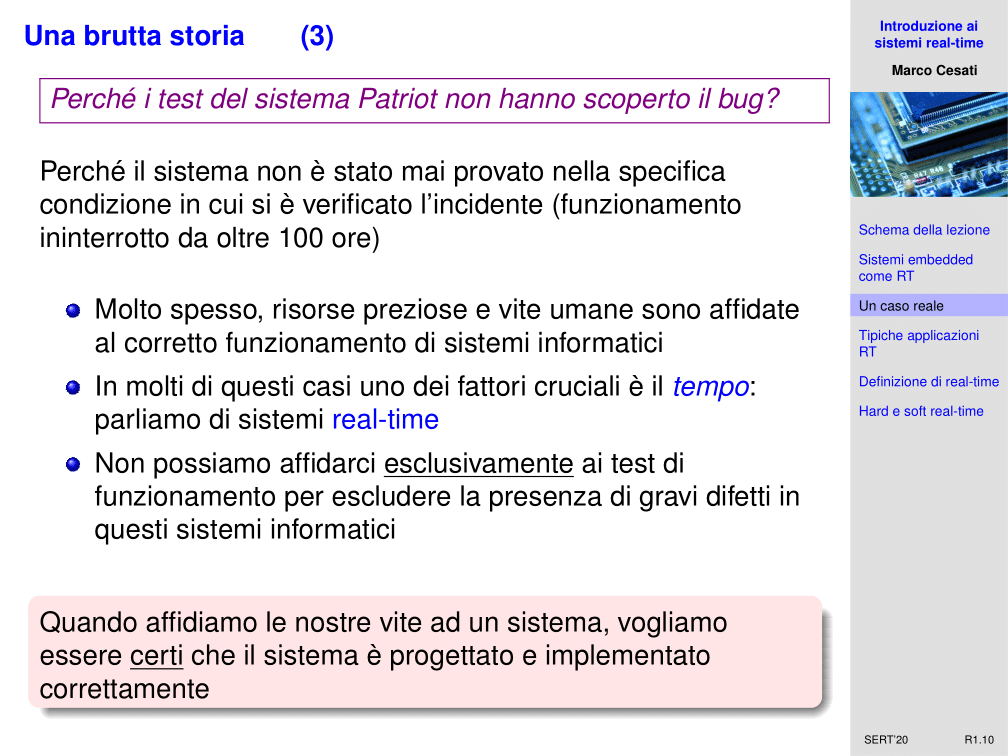 Una brutta storia (3)
Perché i test del sistema Patriot non hanno scoperto il bug?
Perché il sistema non è stato mai provato nella specifica
condizione in cui si è verificato l'incidente (funzionamento
ininterrotto da oltre 100 ore)
Molto spesso, risorse preziose e vite umane sono affidate
al corretto funzionamento di sistemi informatici
In molti di questi casi uno dei fattori cruciali è il tempo:
parliamo di sistemi real-time
Non possiamo affidarci esclusivamente ai test di
funzionamento per escludere la presenza di gravi difetti in
questi sistemi informatici
Quando affidiamo le nostre vite ad un sistema, vogliamo
essere certi che il sistema è progettato e implementato
correttamente
Introduzione ai
sistemi real-time
Marco Cesati
R47 R46
Schema della lezione
Sistemi embedded
come RT
Un caso reale
Tipiche applicazioni
RT
Definizione di real-time
Hard e soft real-time
SERT'20 R1.10